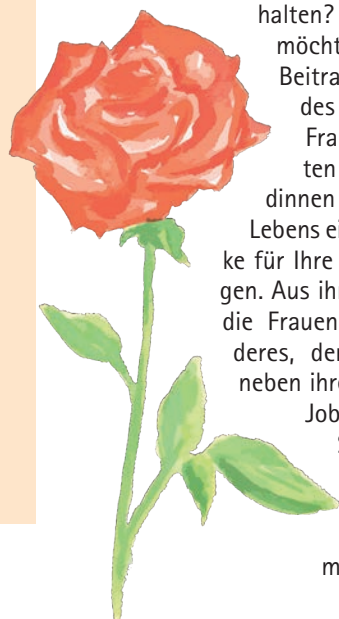 halten?
möcht
Beitra
des
Fra
ten
dinnen
Lebens ei
ke für Ihre
gen. Aus ihr
die Frauen
deres, der
neben ihre
Job
S
m